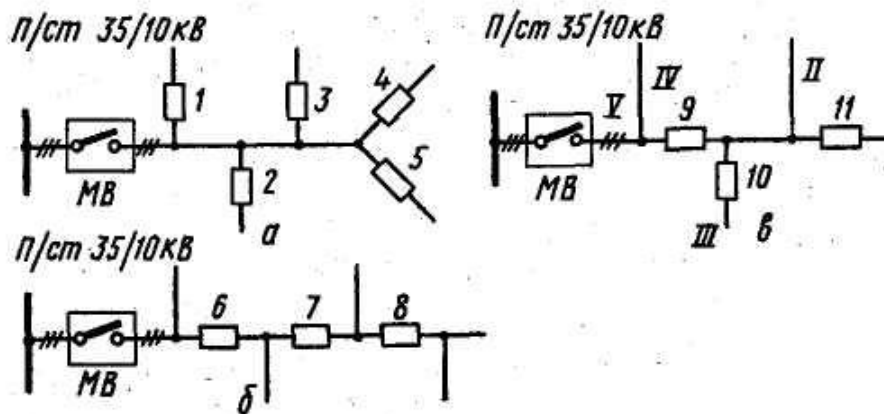 П/ст 35/10кВ
1
3
4
5
2
МВ
а
П/ст 35/10кВ
IV
II
V
9
11
10
МВ
III
в
П/ст 35/10кВ
6
7
8
МВ
б